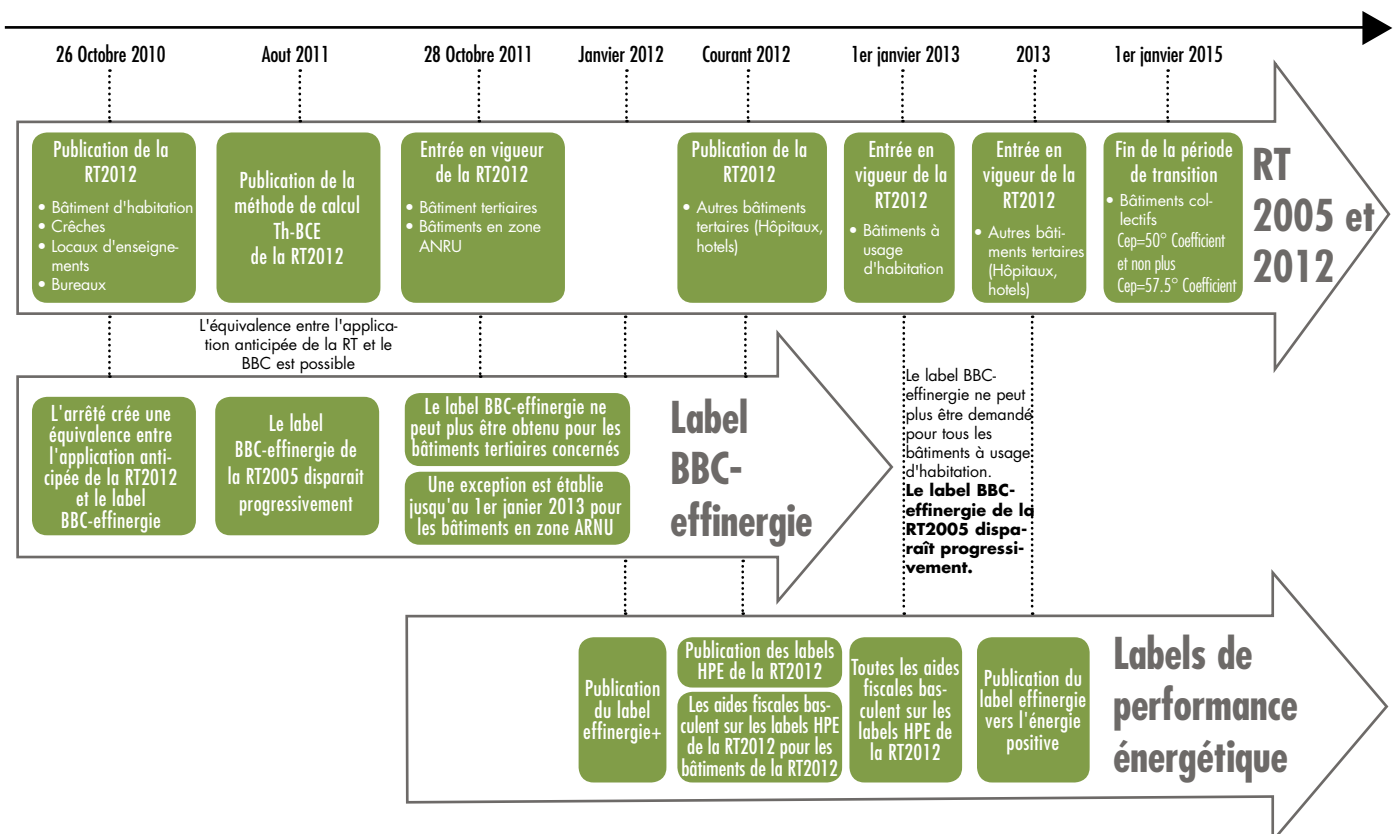 26 Octobre 2010
Aout 2011
28 Octobre 2011
Janvier 2012
Courant 2012
1er janvier 2013
2013
1er janvier 2015
Publication de la
RT2012
• Bâtiment d'habitation
• Crêches
• Locaux d'enseigne-
ments
• Bureaux
Publication de la
méthode de calcul
Th-BCE
de la RT2012
Entrée en vigueur
de la RT2012
• Bâtiment tertiaires
• Bâtiments en zone
ANRU
Publication de la
RT2012
• Autres bâtiments
tertaires (Hôpitaux,
hotels)
Entrée en
vigueur de la
RT2012
• Bâtiments à
usage
d'habitation
Entrée en
vigueur de la
RT2012
• Autres bâti-
ments tertaires
(Hôpitaux,
hotels)
Fin de la période
de transition
• Bâtiments col-
lectifs
Cep=50° Coefficient
et non plus
Cep=57.5° Coefficient
RT
2005 et
2012
L'équivalence entre l'applica-
tion anticipée de la RT et le
BBC est possible
L'arrêté crée une
équivalence entre
l'application anti-
cipée de la RT2012
et le label
BBC-effinergie
Le label
BBC-effinergie de
la RT2005 disparait
progressivement
Le label BBC-effinergie ne
peut plus être obtenu pour les
bâtiments tertiaires concernés
Une exception est établie
jusqu'au 1er janier 2013 pour
les bâtiments en zone ARNU
Label
BBC-
effinergie
Le label BBC-
effinergie ne peut
plus être demandé
pour tous les
bâtiments à usage
d'habitation.
Le label BBC-
effinergie de la
RT2005 dispa-
raît progressi-
vement.
Publication
du label
effinergie+
Publication des labels
HPE de la RT2012
Les aides fiscales bas-
culent sur les labels HPE
de la RT2012 pour les
bâtiments de la RT2012
Toutes les aides
fiscales bas-
culent sur les
labels HPE de
la RT2012
Publication du
label effinergie
vers l'énergie
positive
Labels de
performance
énergétique